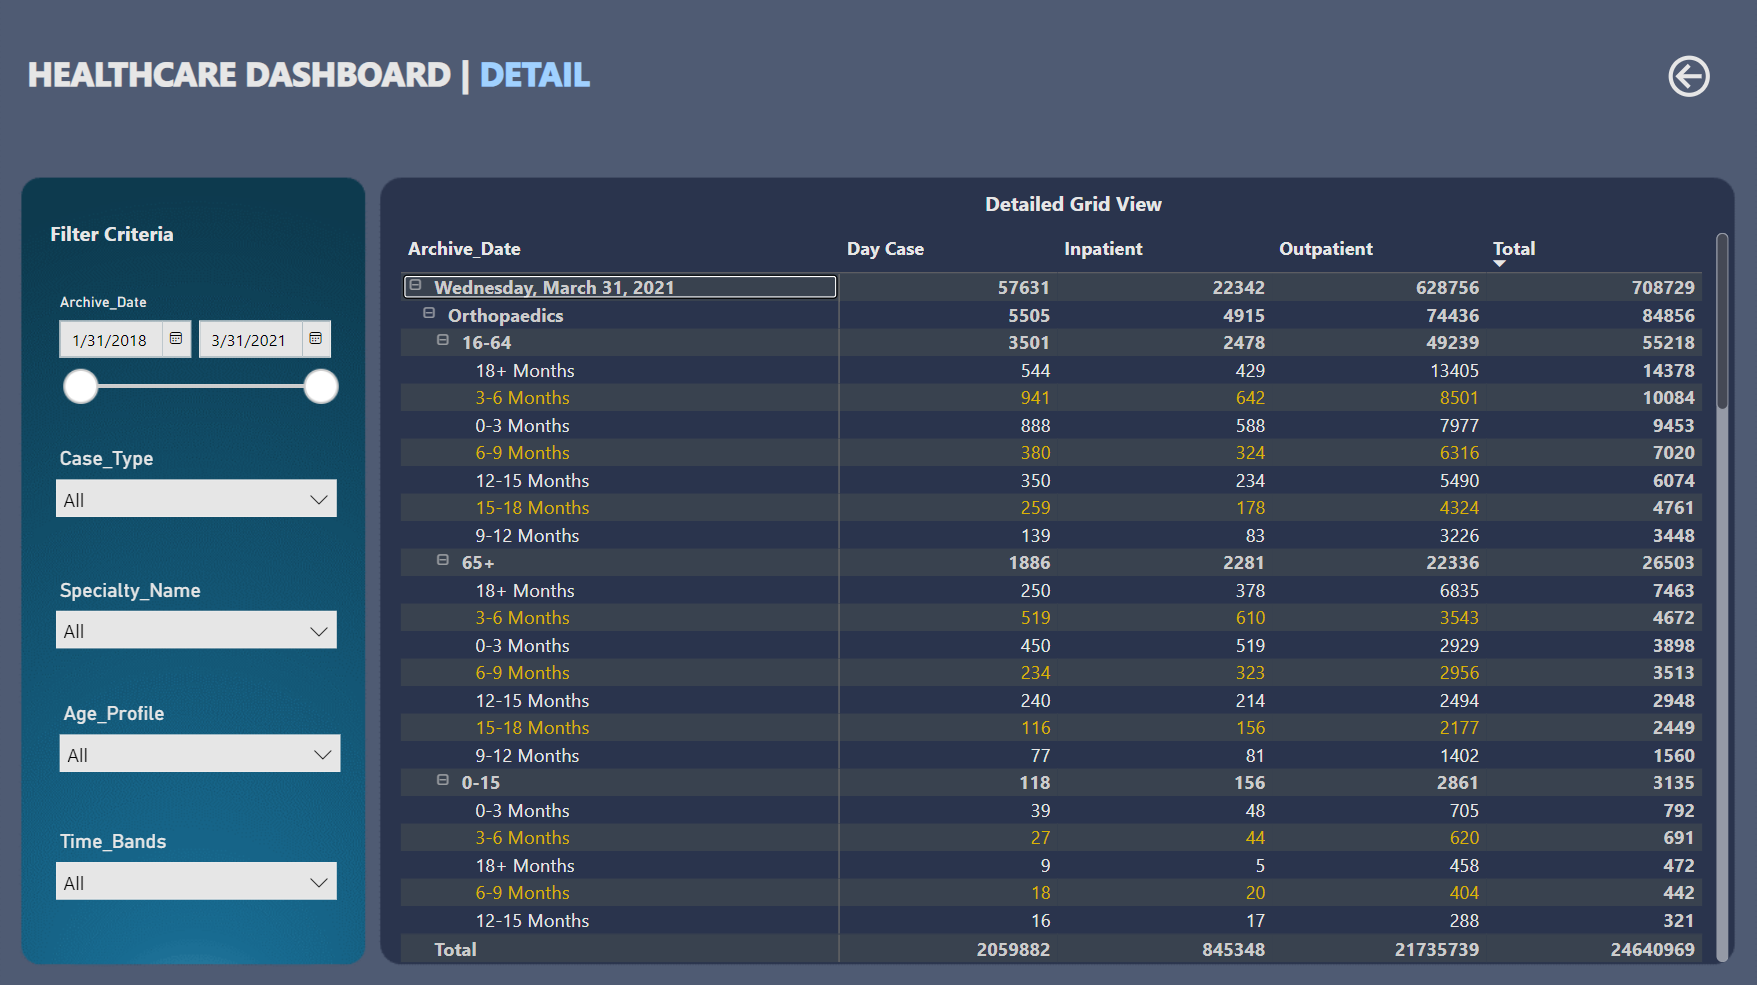 HEALTHCARE DASHBOARD | DETAIL
Filter Criteria
Archive_Date
1/31/2018 3/31/2021
Case_Type
All
Specialty_Name
All
Age_Profile
All
Time_Bands
All
Detailed Grid View
Archive_Date Day Case Inpatient Outpatient Total
Wednesday, March 31, 2021 57631 22342 628756 708729
Orthopaedics 5505 4915 74436 84856
16-64 3501 2478 49239 55218
18+ Months 544 429 13405 14378
3-6 Months 941 642 8501 10084
0-3 Months 888 588 7977 9453
6-9 Months 380 324 6316 7020
12-15 Months 350 234 5490 6074
15-18 Months 259 178 4324 4761
9-12 Months 139 83 3226 3448
65+ 1886 2281 22336 26503
18+ Months 250 378 6835 7463
3-6 Months 519 610 3543 4672
0-3 Months 450 519 2929 3898
6-9 Months 234 323 2956 3513
12-15 Months 240 214 2494 2948
15-18 Months 116 156 2177 2449
9-12 Months 77 81 1402 1560
0-15 118 156 2861 3135
0-3 Months 39 48 705 792
3-6 Months 27 44 620 691
18+ Months 9 5 458 472
6-9 Months 18 20 404 442
12-15 Months 16 17 288 321
Total 2059882 845348 21735739 24640969